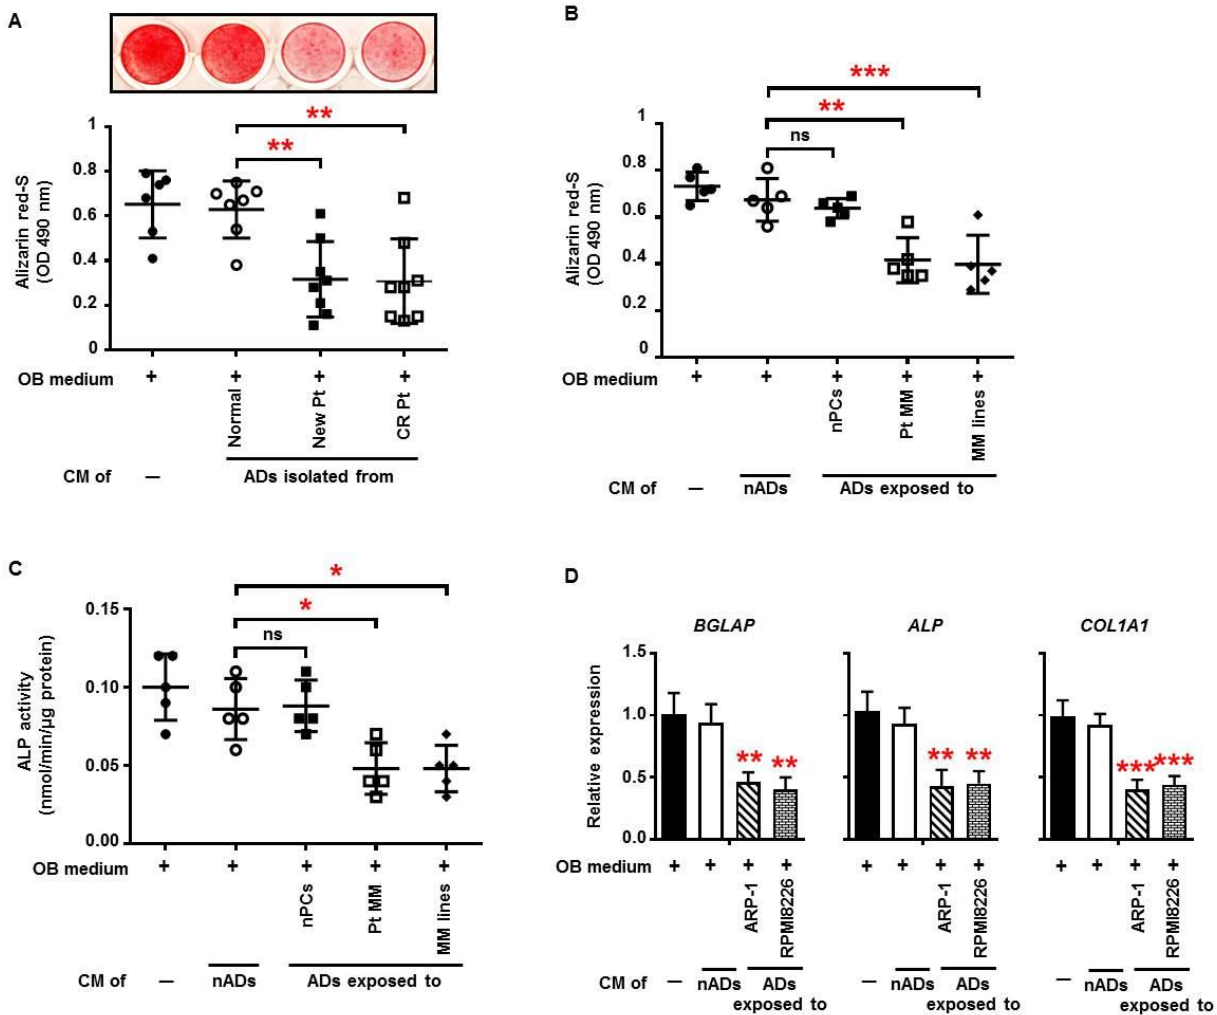 A
**
**
1
0.8
0.6
0.4
0.2
0
Alizarin red-S
(OD 490 nm)
OB medium + + + +
Normal
New Pt
CR Pt
CM of — ADs isolated from
B
***
**
ns
1
0.8
0.6
0.4
0.2
0
Alizarin red-S
(OD 490 nm)
OB medium + + + + +
nPCs
Pt MM
MM lines
CM of — nADs ADs exposed to
C
*
*
ns
0.15
0.10
0.05
0.00
ALP activity
(nmol/min/µg protein)
OB medium + + + + +
nPCs
Pt MM
MM lines
CM of — nADs ADs exposed to
D
BGLAP ALP COL1A1
1.5
1.0
0.5
0.0
Relative expression
** ** ** ** *** ***
OB medium + + + + + + + + + + + +
ARP-1
RPMI8226
ARP-1
RPMI8226
ARP-1
RPMI8226
CM of — nADs ADs — nADs ADs — nADs ADs
exposed to exposed to exposed to